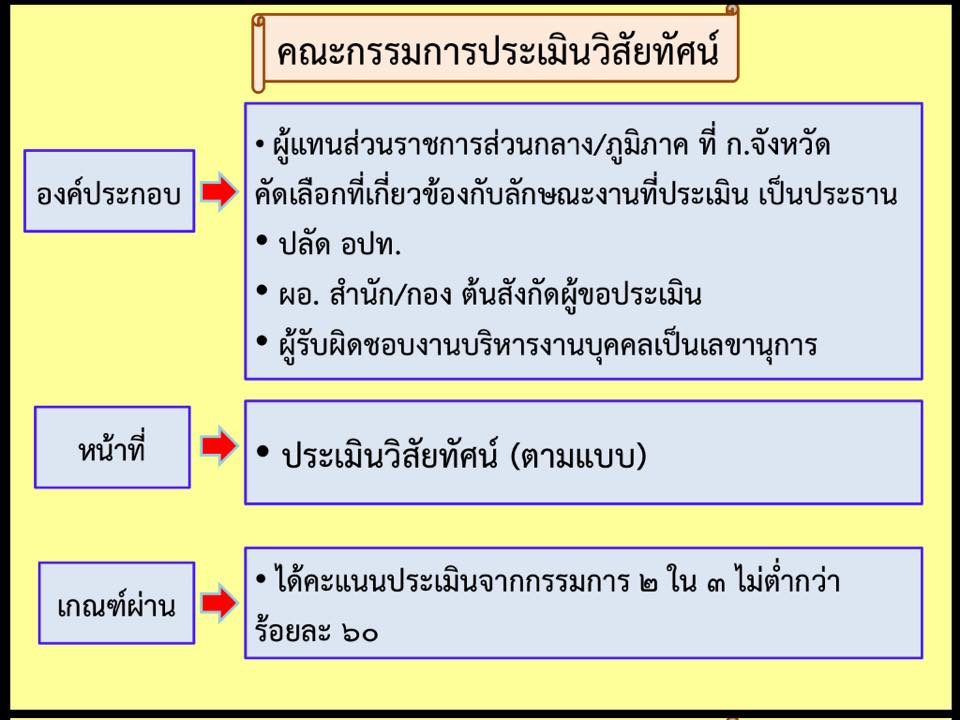 คณะกรรมการประเมินวิสัยทัศน์
องค์ประกอบ
• ผู้แทนส่วนราชการส่วนกลาง/ภูมิภาค ที่ ก.จังหวัด
คัดเลือกที่เกี่ยวข้องกับลักษณะงานที่ประเมิน เป็นประธาน
• ปลัด อปท.
• ผอ. สำนัก/กอง ต้นสังกัดผู้ขอประเมิน
• ผู้รับผิดชอบงานบริหารงานบุคคลเป็นเลขานุการ
หน้าที่
• ประเมินวิสัยทัศน์ (ตามแบบ)
เกณฑ์ผ่าน
• ได้คะแนนประเมินจากกรรมการ ๒ ใน ๓ ไม่ต่ำกว่า
ร้อยละ ๖๐